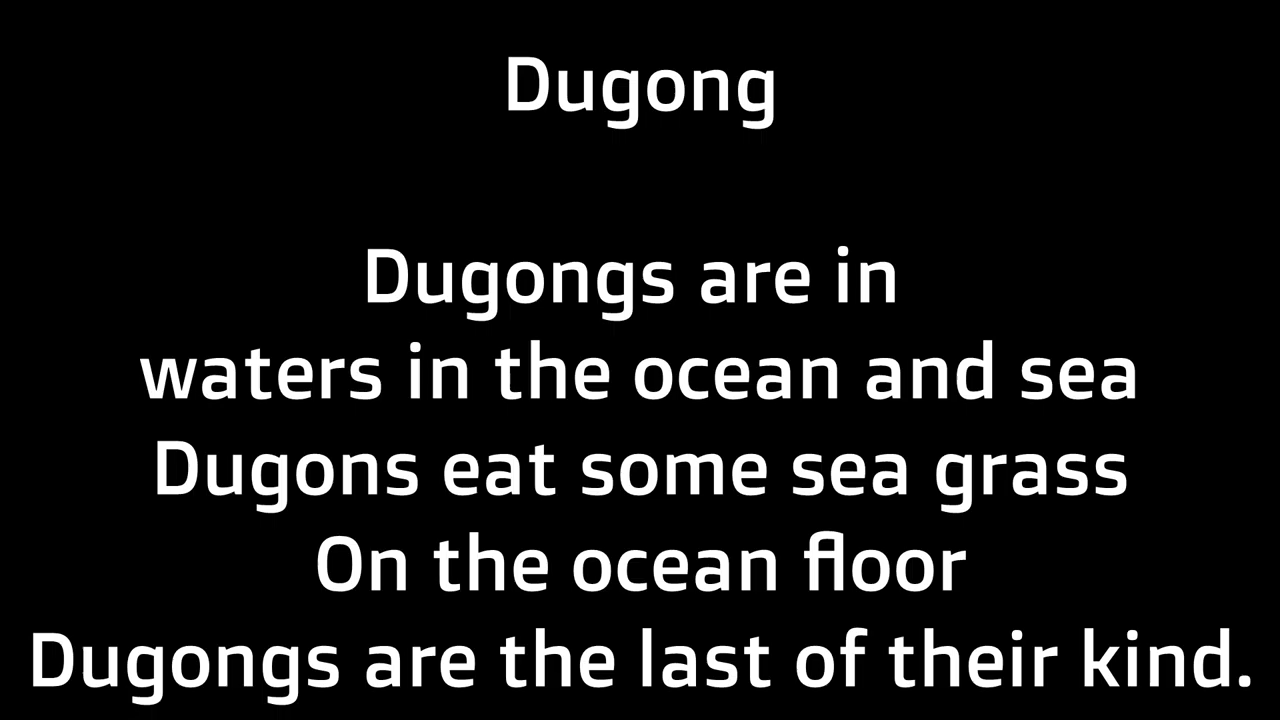 Dugong
Dugongs are in
waters in the ocean and sea
Dugons eat some sea grass
On the ocean floor
Dugongs are the last of their kind.